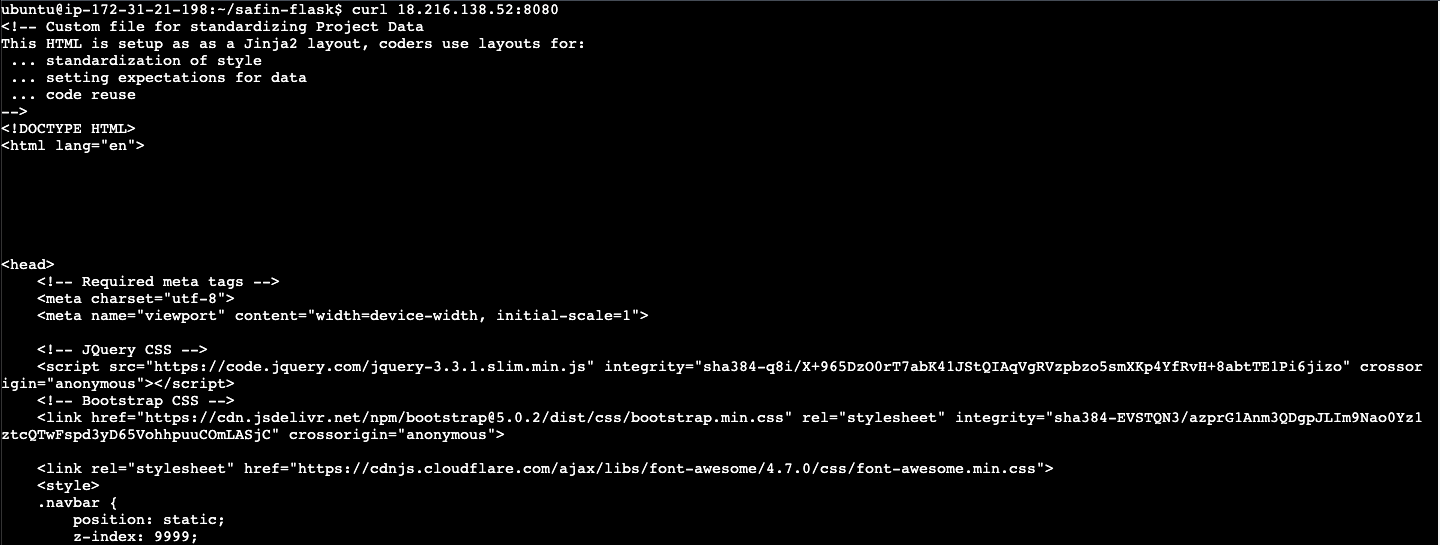 ubuntu@ip-172-31-21-198:~/safin-flask$ curl 18.216.138.52:8080
<!-- Custom file for standardizing Project Data
This HTML is setup as as a Jinja2 layout, coders use layouts for:
 ... standardization of style
 ... setting expectations for data
 ... code reuse
-->
<!DOCTYPE HTML>
<html lang="en">
<head>
    <!-- Required meta tags -->
    <meta charset="utf-8">
    <meta name="viewport" content="width=device-width, initial-scale=1">
    <!-- JQuery CSS -->
    <script src="https://code.jquery.com/jquery-3.3.1.slim.min.js" integrity="sha384-q8i/X+965DzO0rT7abK41JStQIAqVgRVzpbzo5smXKp4YfRvH+8abtTE1Pi6jizo" crossor
igin="anonymous"></script>
    <!-- Bootstrap CSS -->
    <link href="https://cdn.jsdelivr.net/npm/bootstrap@5.0.2/dist/css/bootstrap.min.css" rel="stylesheet" integrity="sha384-EVSTQN3/azprG1Anm3QDgpJLIm9Nao0Yz1
ztcQTwFspd3yD65VohhpuuCOmLASjC" crossorigin="anonymous">
    <link rel="stylesheet" href="https://cdnjs.cloudflare.com/ajax/libs/font-awesome/4.7.0/css/font-awesome.min.css">
    <style>
    .navbar {
        position: static;
        z-index: 9999;